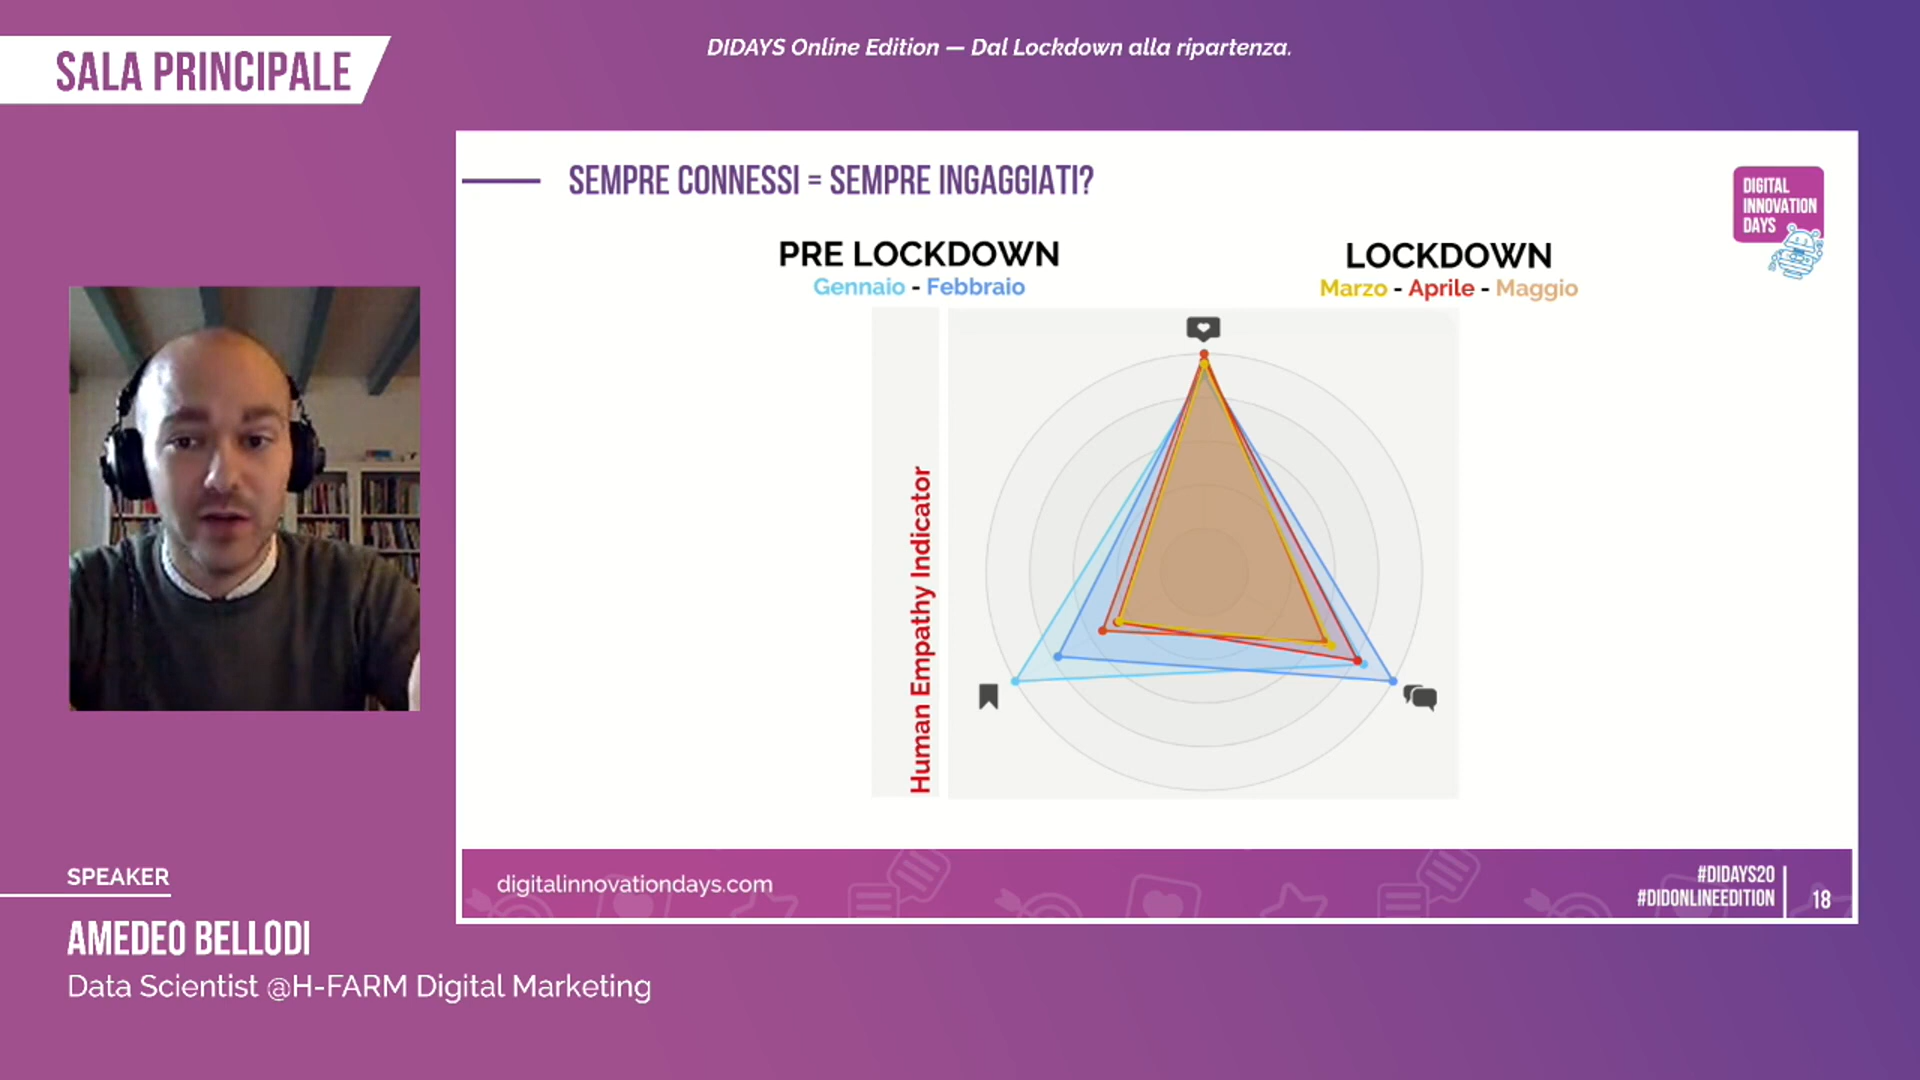 SALA PRINCIPALE
DIDAYS Online Edition — Dal Lockdown alla ripartenza.
SEMPRE CONNESSI = SEMPRE INGAGGIATI?
DIGITAL
INNOVATION
DAYS
PRE LOCKDOWN
Gennaio - Febbraio
LOCKDOWN
Marzo - Aprile - Maggio
Human Empathy Indicator
digitalinnovationdays.com
#DIDAYS20
#DIDONLINEEDITION
18
SPEAKER
AMEDEO BELLODI
Data Scientist @H-FARM Digital Marketing